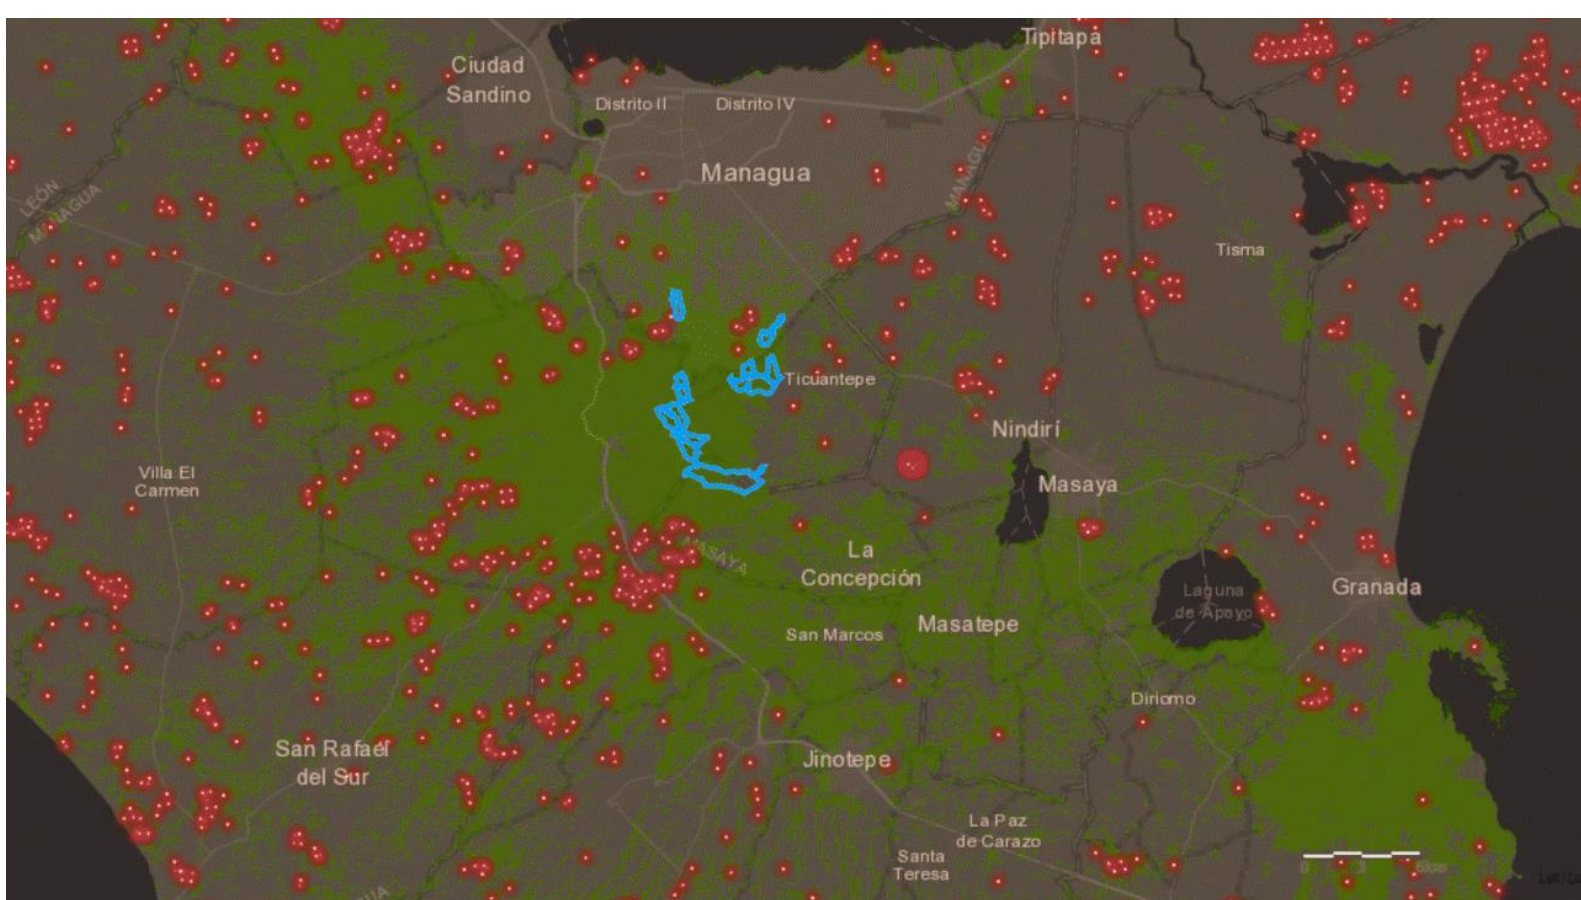 Tipitapa
Ciudad
Sandino
Distrito II
Distrito IV
Managua
LEÓN
MANAGUA
MANAGU
Tisma
Ticuantepe
Nindirí
Villa El
Carmen
Masaya
MASAYA
La
Concepción
Laguna
de Apoyo
Granada
Masatepe
San Marcos
Diriomo
San Rafael
del Sur
Jinotepe
La Paz
de Carazo
Santa
Teresa